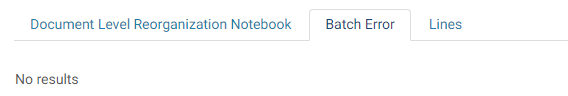 Document Level Reorganization Notebook Batch Error Lines
No results